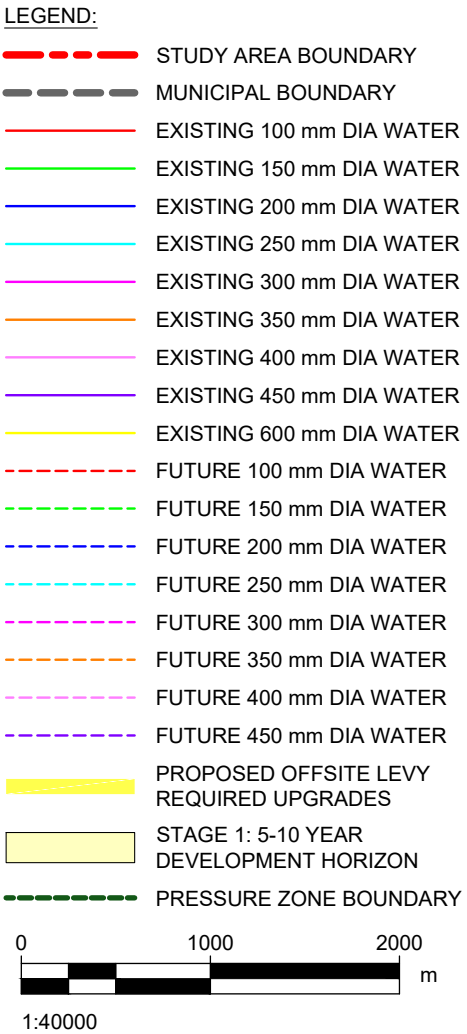 LEGEND:
STUDY AREA BOUNDARY
MUNICIPAL BOUNDARY
EXISTING 100 mm DIA WATER
EXISTING 150 mm DIA WATER
EXISTING 200 mm DIA WATER
EXISTING 250 mm DIA WATER
EXISTING 300 mm DIA WATER
EXISTING 350 mm DIA WATER
EXISTING 400 mm DIA WATER
EXISTING 450 mm DIA WATER
EXISTING 600 mm DIA WATER
FUTURE 100 mm DIA WATER
FUTURE 150 mm DIA WATER
FUTURE 200 mm DIA WATER
FUTURE 250 mm DIA WATER
FUTURE 300 mm DIA WATER
FUTURE 350 mm DIA WATER
FUTURE 400 mm DIA WATER
FUTURE 450 mm DIA WATER
PROPOSED OFFSITE LEVY
REQUIRED UPGRADES
STAGE 1: 5-10 YEAR
DEVELOPMENT HORIZON
PRESSURE ZONE BOUNDARY
0 1000 2000
m
1:40000